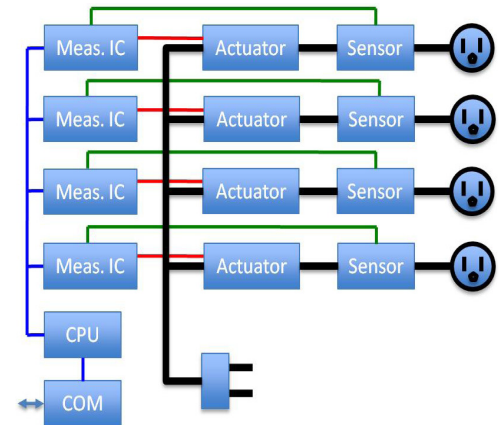 Meas. IC
Actuator
Sensor
Meas. IC
Actuator
Sensor
Meas. IC
Actuator
Sensor
Meas. IC
Actuator
Sensor
CPU
COM